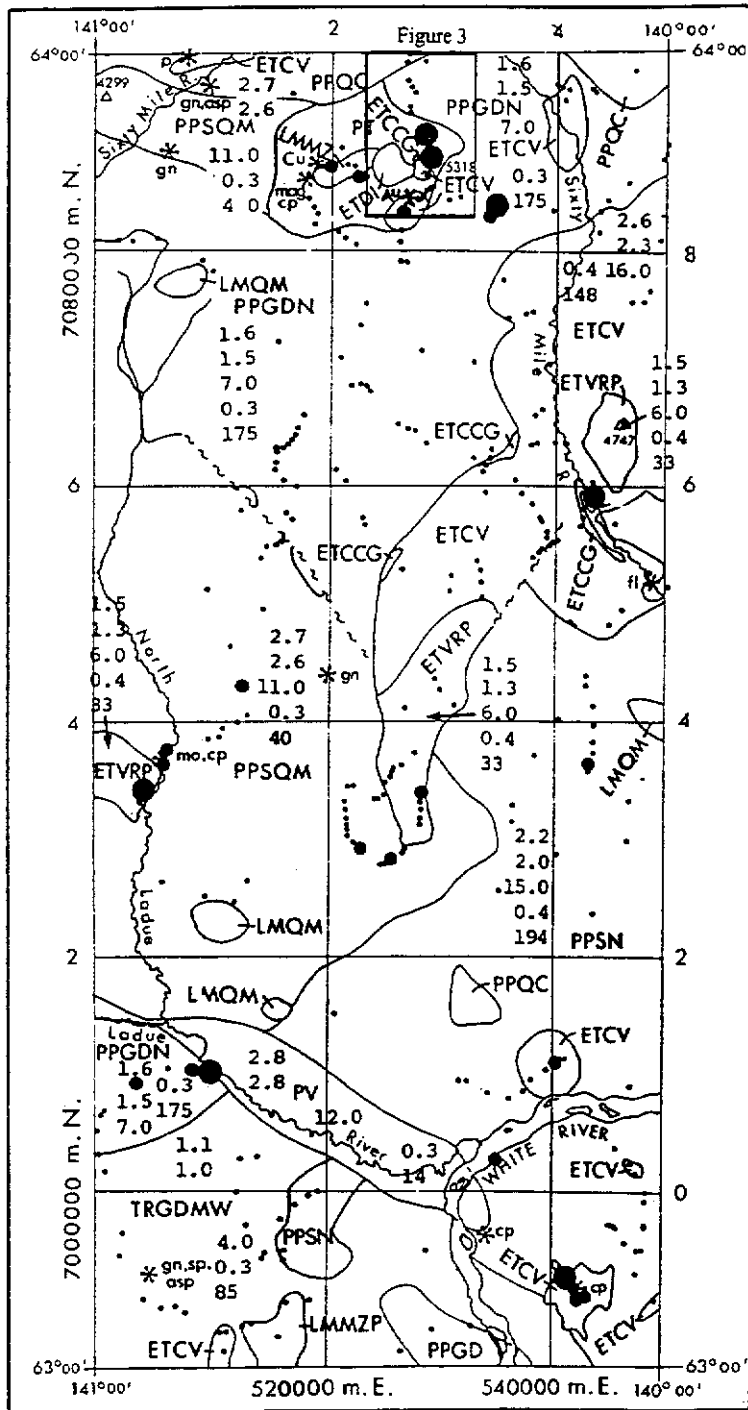 141°00'
2
Figure 3
4
140°00'
64°00'
64°00'
4299
P
ETCV
PPQC
gn,asp
2.7
2.6
Sixty Mile R.
PPSQM
gn
11.0
0.3
4 0
LMMZ
Cu
mag
cp
ETCCG
ETDI
Au
5318
ETCV
PPGDN
1.6
1.5
7.0
ETCV
0.3
175
PPQC
Sixty
2.6
2.3
0.4 16.0
148
8
7080000 m. N.
LMQM
PPGDN
1.6
1.5
7.0
0.3
175
ETCV
Mile
ETVRP
1.5
1.3
6.0
0.4
33
4747
ETCCG
6
6
R.
ETCCG
ETCV
ETCCG
fl
1.5
1.3
6.0
0.4
33
North
2.7
2.6
11.0
0.3
40
gn
ETVRP
1.5
1.3
6.0
0.4
33
4
4
mo,cp
ETVRP
PPSQM
LMQM
Ladue
2.2
2.0
15.0
0.4
194
PPSN
LMQM
2
2
LMQM
PPQC
Ladue
PPGDN
1.6
0.3
1.5
175
7.0
2.8
2.8
PV
12.0
ETCV
1.1
1.0
River
0.3
14
WHITE RIVER
ETCV
0
0
7000000 m. N.
TRGDMW
PPSN
4.0
gn,sp.
asp
0.3
85
cp
ETCV
cp
LMMZP
ETCV
PPGD
ETCV
63°00'
63°00'
141°00'
520000 m.E.
540000 m.E.
140°00'